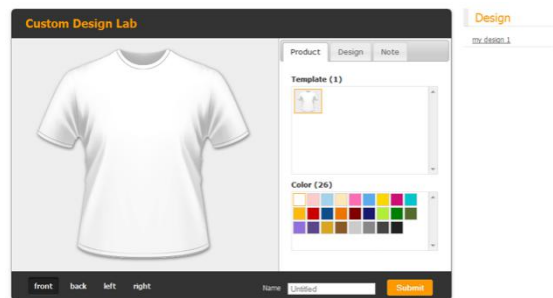 Custom Design Lab
Design
my design 1
Product Design Note
Template (1)
Color (26)
front back left right
Name Untitled
Submit